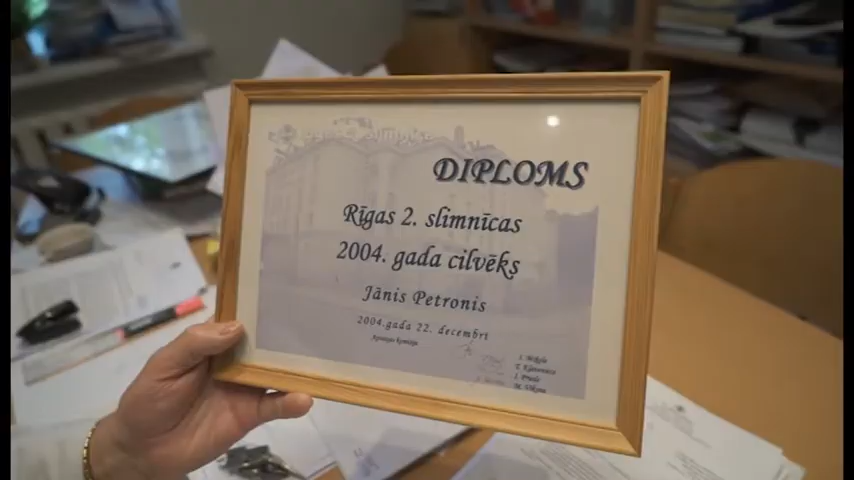 DIPLOMS
Rīgas 2. slimnīcas
2004. gada cilvēks
Jānis Petronis
2004.gada 22. decembrī